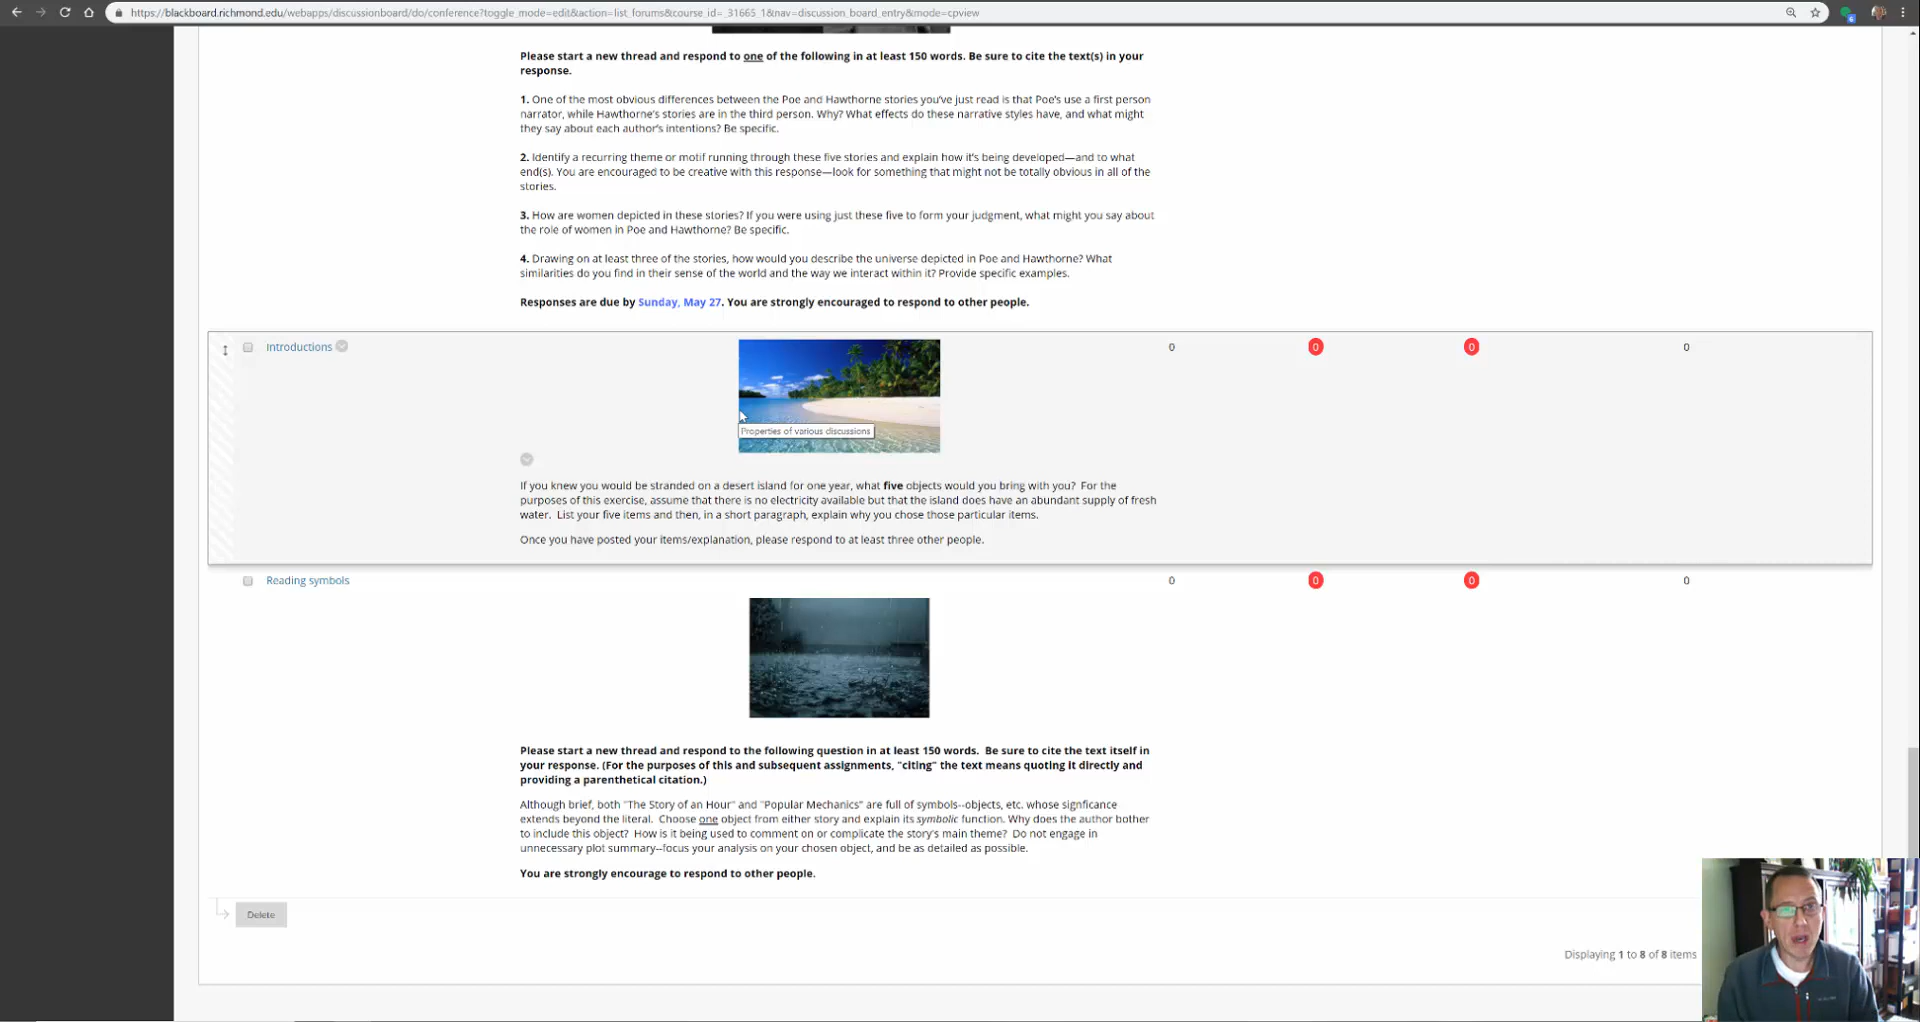 https://blackboard.richmond.edu/webapps/discussionboard/do/conference?toggle_mode=edit&action=list_forums&course_id=_31665_1&nav=discussion_board_entry&mode=cpview
Please start a new thread and respond to one of the following in at least 150 words. Be sure to cite the text(s) in your
response.
1. One of the most obvious differences between the Poe and Hawthorne stories you've just read is that Poe's use a first person
narrator, while Hawthorne's stories are in the third person. Why? What effects do these narrative styles have, and what might
they say about each author's intentions? Be specific.
2. Identify a recurring theme or motif running through these five stories and explain how it's being developed—and to what
end(s). You are encouraged to be creative with this response—look for something that might not be totally obvious in all of the
stories.
3. How are women depicted in these stories? If you were using just these five to form your judgment, what might you say about
the role of women in Poe and Hawthorne? Be specific.
4. Drawing on at least three of the stories, how would you describe the universe depicted in Poe and Hawthorne? What
similarities do you find in their sense of the world and the way we interact within it? Provide specific examples.
Responses are due by Sunday, May 27. You are strongly encouraged to respond to other people.
Introductions 0 0 0 0
Properties of various discussions
If you knew you would be stranded on a desert island for one year, what five objects would you bring with you? For the
purposes of this exercise, assume that there is no electricity available but that the island does have an abundant supply of fresh
water. List your five items and then, in a short paragraph, explain why you chose those particular items.
Once you have posted your items/explanation, please respond to at least three other people.
Reading symbols 0 0 0 0
Please start a new thread and respond to the following question in at least 150 words. Be sure to cite the text itself in
your response. (For the purposes of this and subsequent assignments, "citing" the text means quoting it directly and
providing a parenthetical citation.)
Although brief, both "The Story of an Hour" and "Popular Mechanics" are full of symbols--objects, etc. whose signficance
extends beyond the literal. Choose one object from either story and explain its symbolic function. Why does the author bother
to include this object? How is it being used to comment on or complicate the story's main theme? Do not engage in
unnecessary plot summary--focus your analysis on your chosen object, and be as detailed as possible.
You are strongly encourage to respond to other people.
Delete
Displaying 1 to 8 of 8 items